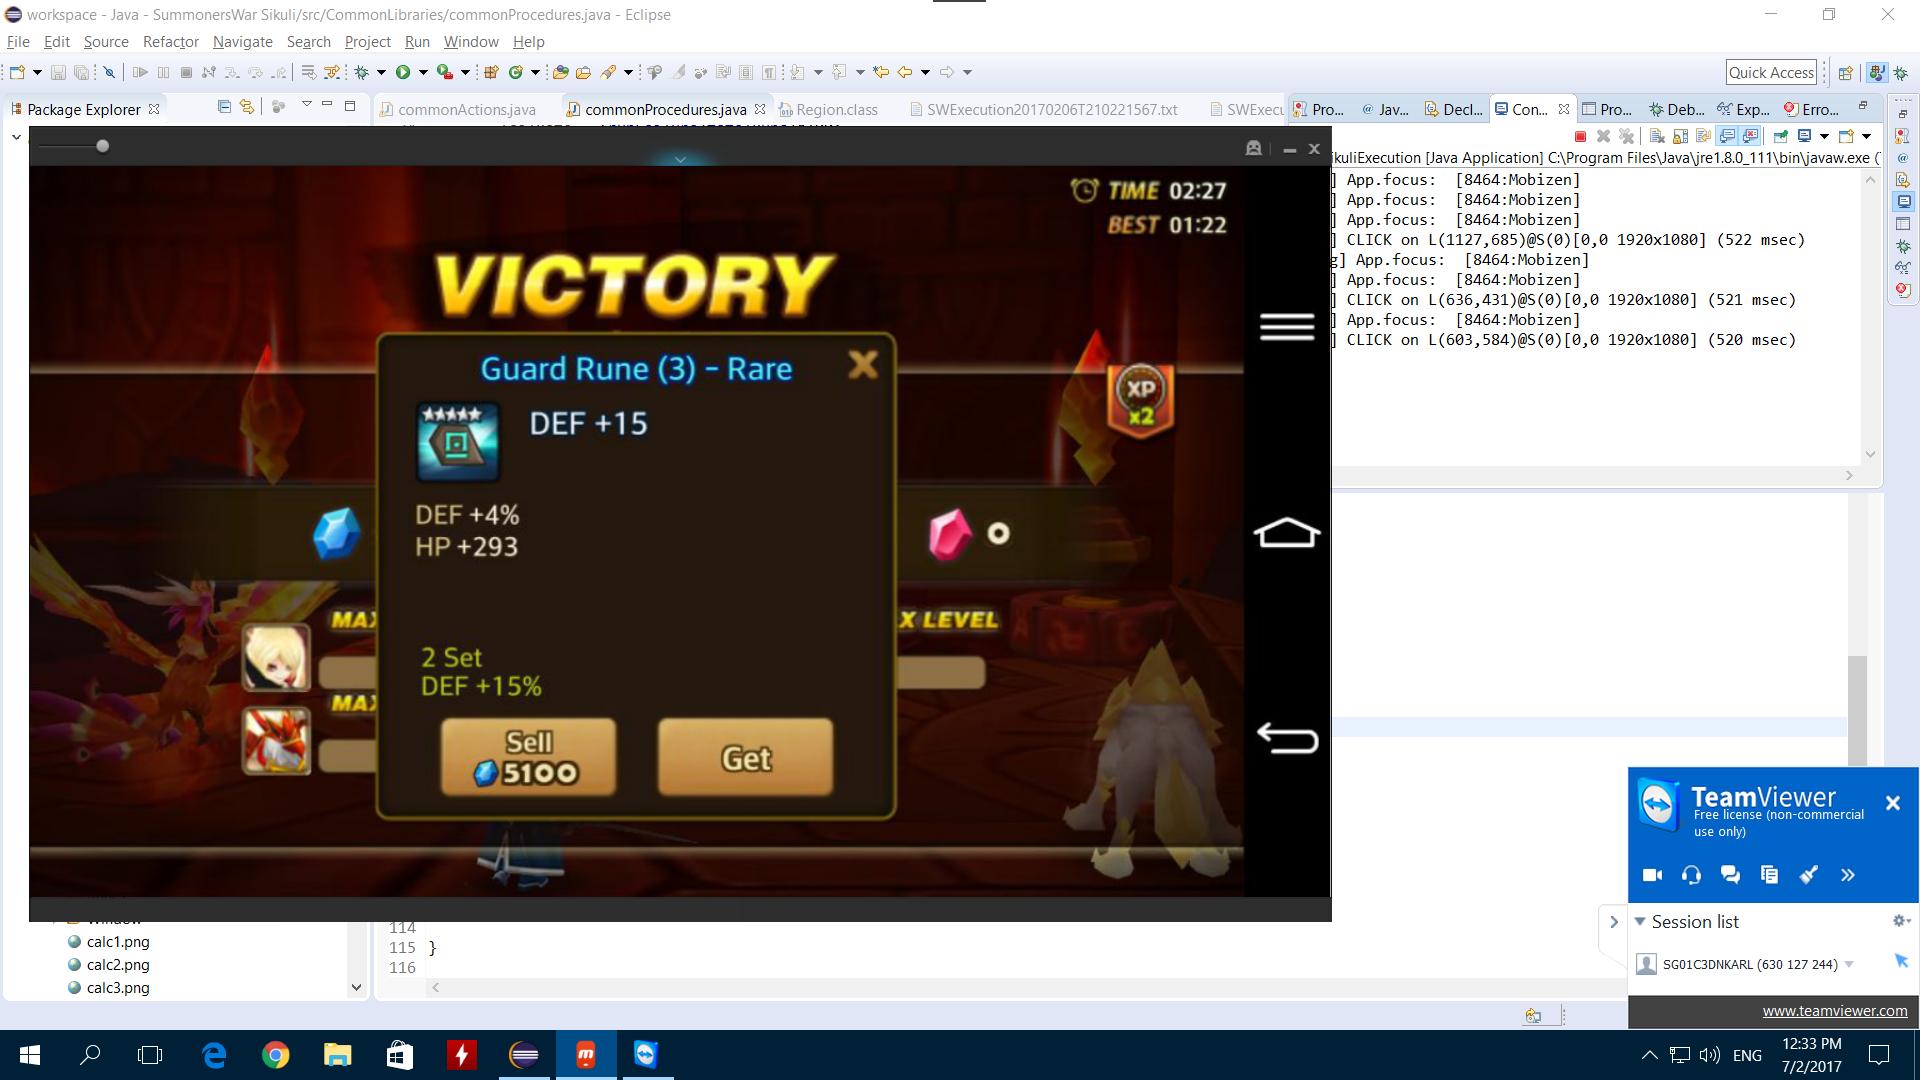 workspace - Java - SummonersWar Sikuli/src/CommonLibraries/commonProcedures.java - Eclipse
File Edit Source Refactor Navigate Search Project Run Window Help
Quick Access
Package Explorer
commonActions.java
commonProcedures.java
Region.class
SWExecution20170206T210221567.txt
SWExecu
Pro...
Jav...
Decl...
Con...
Pro...
Deb...
Exp...
Erro...
ikuliExecution [Java Application] C:\Program Files\Java\jre1.8.0_111\bin\javaw.exe (
] App.focus: [8464:Mobizen]
] App.focus: [8464:Mobizen]
] App.focus: [8464:Mobizen]
] CLICK on L(1127,685)@S(0)[0,0 1920x1080] (522 msec)
g] App.focus: [8464:Mobizen]
] App.focus: [8464:Mobizen]
] CLICK on L(636,431)@S(0)[0,0 1920x1080] (521 msec)
] App.focus: [8464:Mobizen]
] CLICK on L(603,584)@S(0)[0,0 1920x1080] (520 msec)
TIME 02:27
BEST 01:22
VICTORY
Guard Rune (3) - Rare
DEF +15
XP
x2
DEF +4%
HP +293
0
MAX
X LEVEL
2 Set
DEF +15%
MAX
Sell
5100
Get
114
115 }
116
calc1.png
calc2.png
calc3.png
TeamViewer
Free license (non-commercial
use only)
Session list
SG01C3DNKARL (630 127 244)
www.teamviewer.com
ENG
12:33 PM
7/2/2017